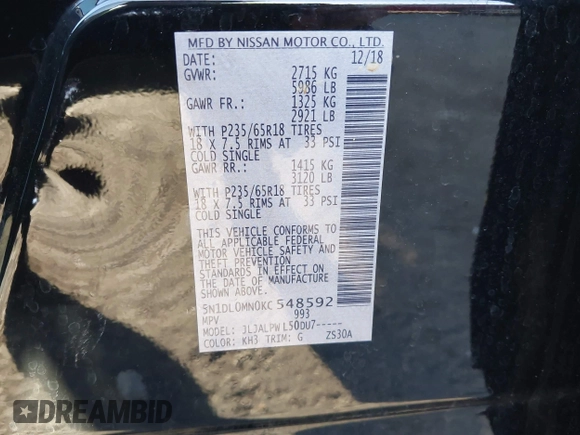 MFD BY NISSAN MOTOR CO., LTD.
DATE: 12/18
GVWR: 2715 KG
5986 LB
GAWR FR.: 1325 KG
2921 LB
WITH P235/65R18 TIRES
18 X 7.5 RIMS AT 33 PSI
COLD SINGLE
GAWR RR.: 1415 KG
3120 LB
WITH P235/65R18 TIRES
18 X 7.5 RIMS AT 33 PSI
COLD SINGLE
THIS VEHICLE CONFORMS TO
ALL APPLICABLE FEDERAL
MOTOR VEHICLE SAFETY AND
THEFT PREVENTION
STANDARDS IN EFFECT ON
THE DATE OF MANUFACTURE
SHOWN ABOVE.
5N1DL0MN0KC548592
MPV 993
MODEL: JL3ALPW L50DU7-----
COLOR: KH3 TRIM: G ZS30A
DREAMBID